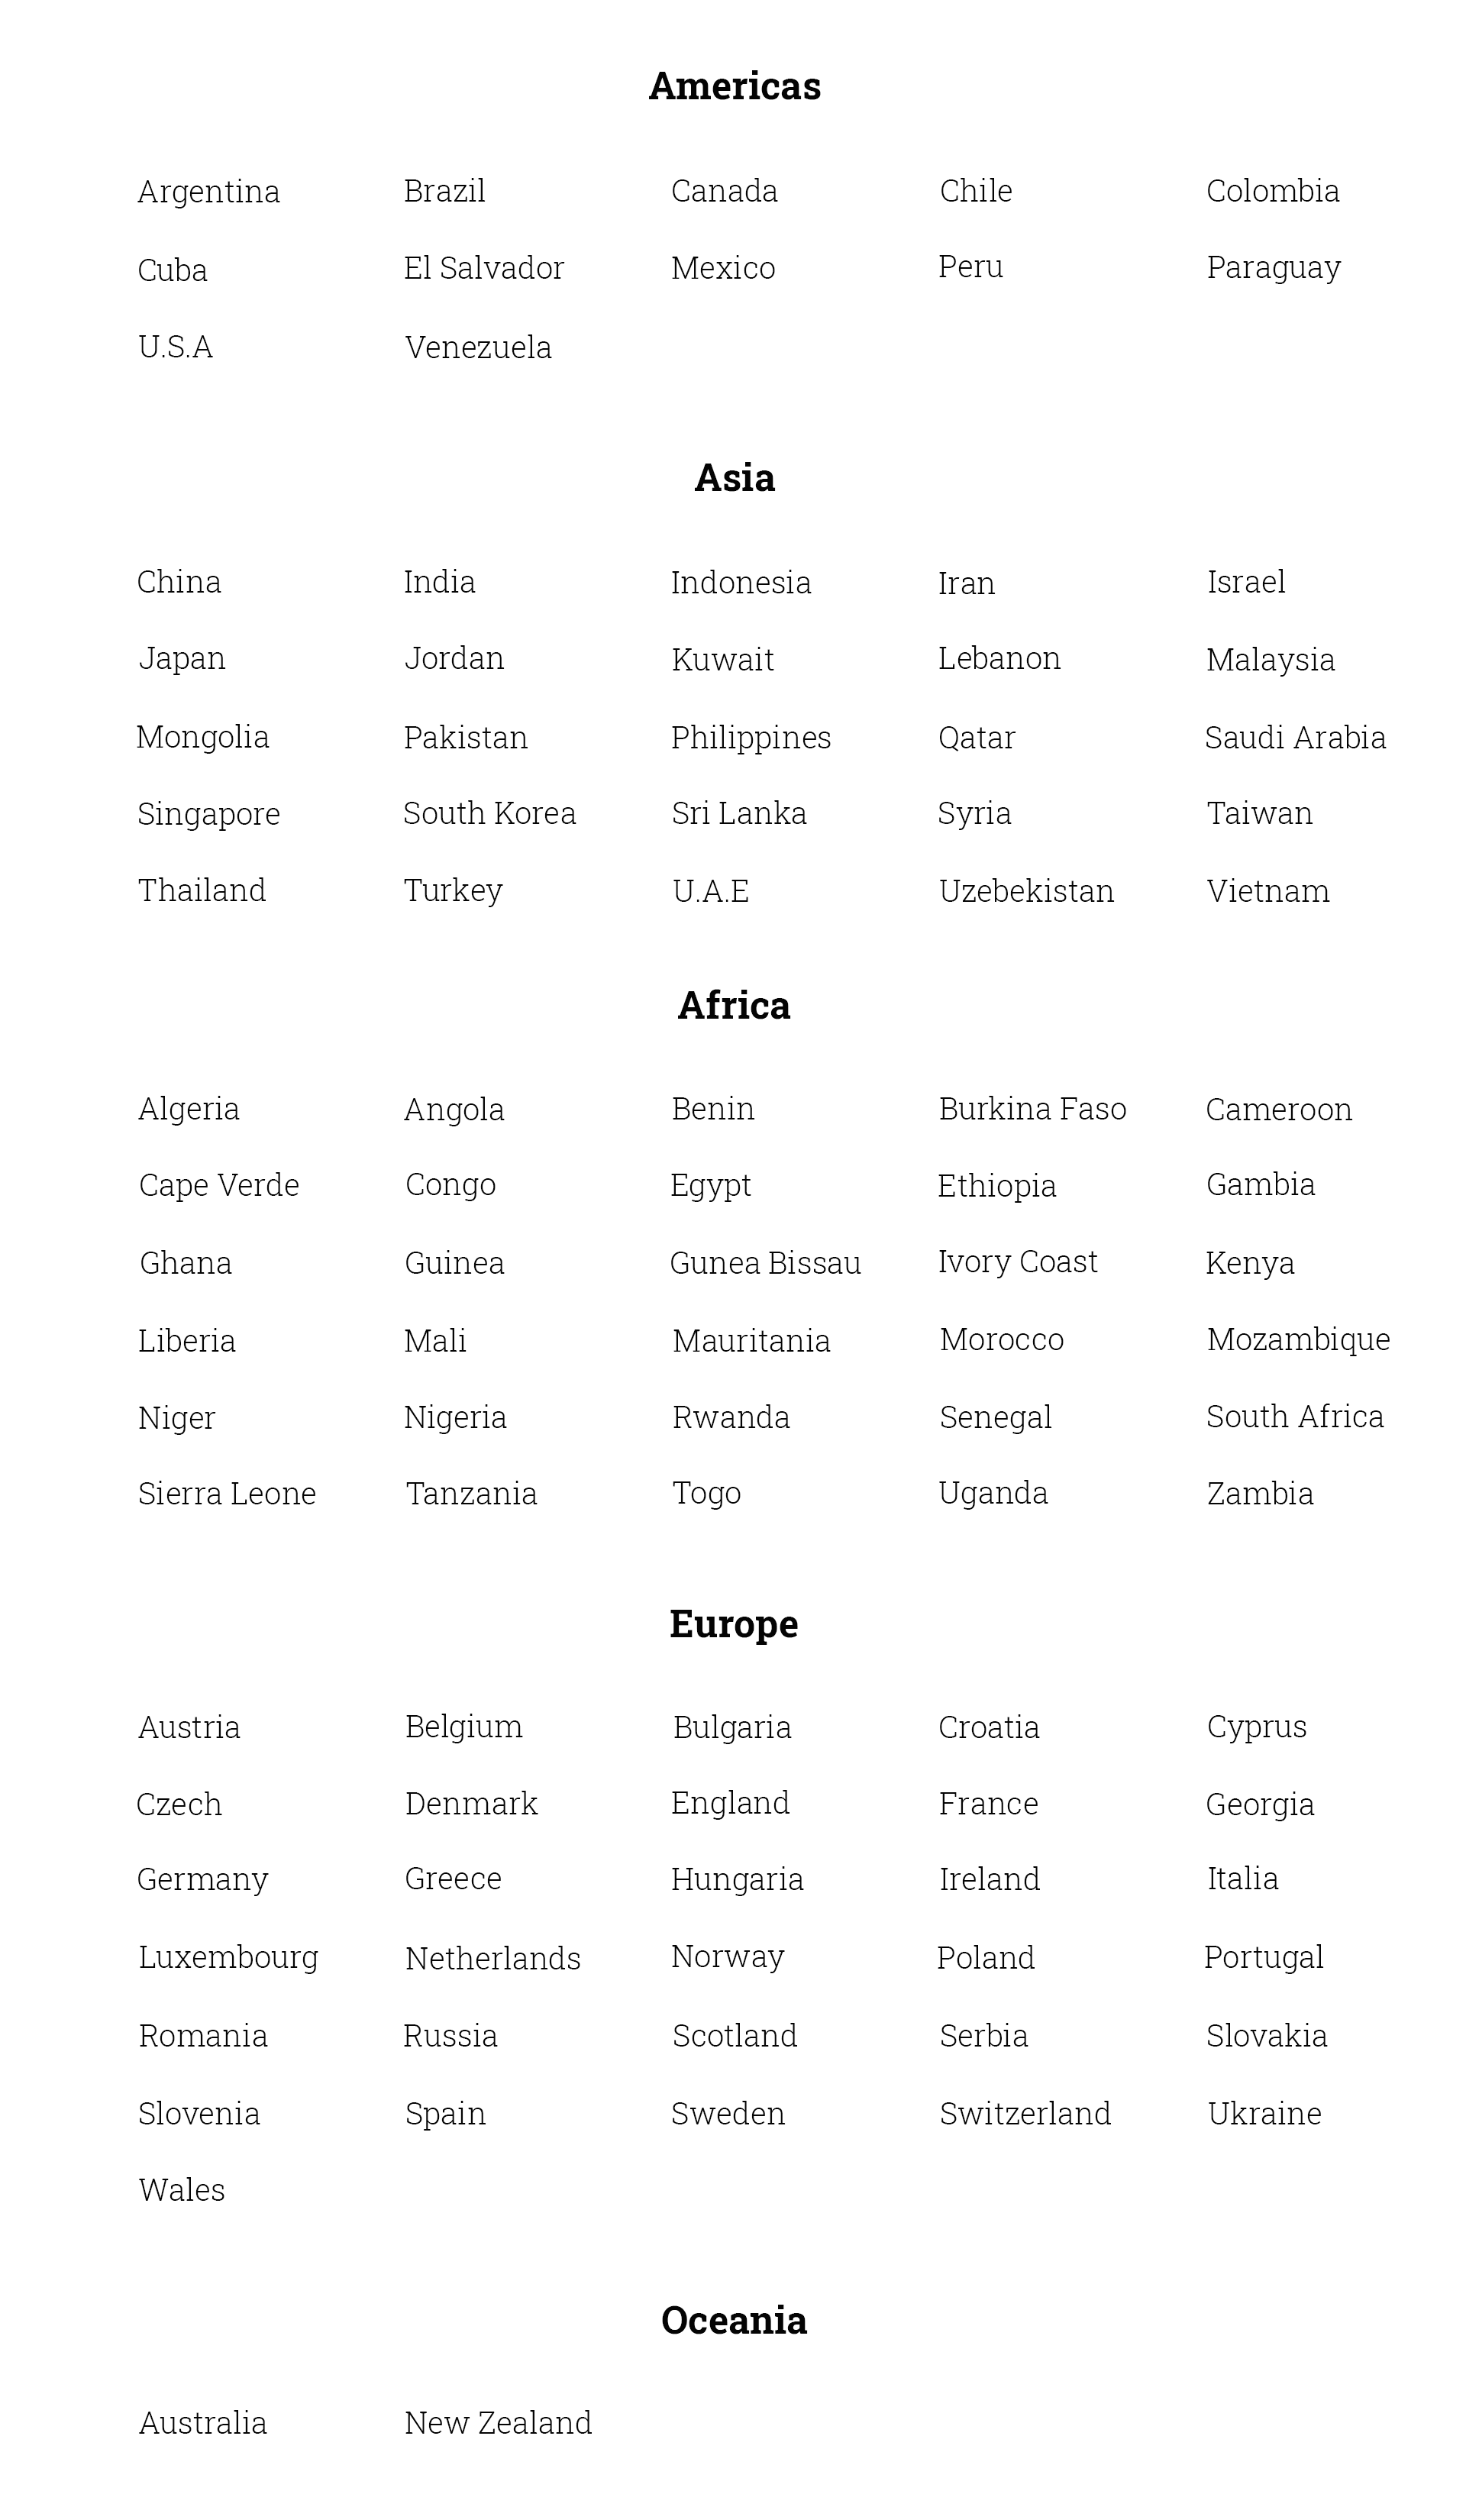 Americas
Argentina Brazil Canada Chile Colombia
Cuba El Salvador Mexico Peru Paraguay
U.S.A Venezuela
Asia
China India Indonesia Iran Israel
Japan Jordan Kuwait Lebanon Malaysia
Mongolia Pakistan Philippines Qatar Saudi Arabia
Singapore South Korea Sri Lanka Syria Taiwan
Thailand Turkey U.A.E Uzebekistan Vietnam
Africa
Algeria Angola Benin Burkina Faso Cameroon
Cape Verde Congo Egypt Ethiopia Gambia
Ghana Guinea Gunea Bissau Ivory Coast Kenya
Liberia Mali Mauritania Morocco Mozambique
Niger Nigeria Rwanda Senegal South Africa
Sierra Leone Tanzania Togo Uganda Zambia
Europe
Austria Belgium Bulgaria Croatia Cyprus
Czech Denmark England France Georgia
Germany Greece Hungaria Ireland Italia
Luxembourg Netherlands Norway Poland Portugal
Romania Russia Scotland Serbia Slovakia
Slovenia Spain Sweden Switzerland Ukraine
Wales
Oceania
Australia New Zealand